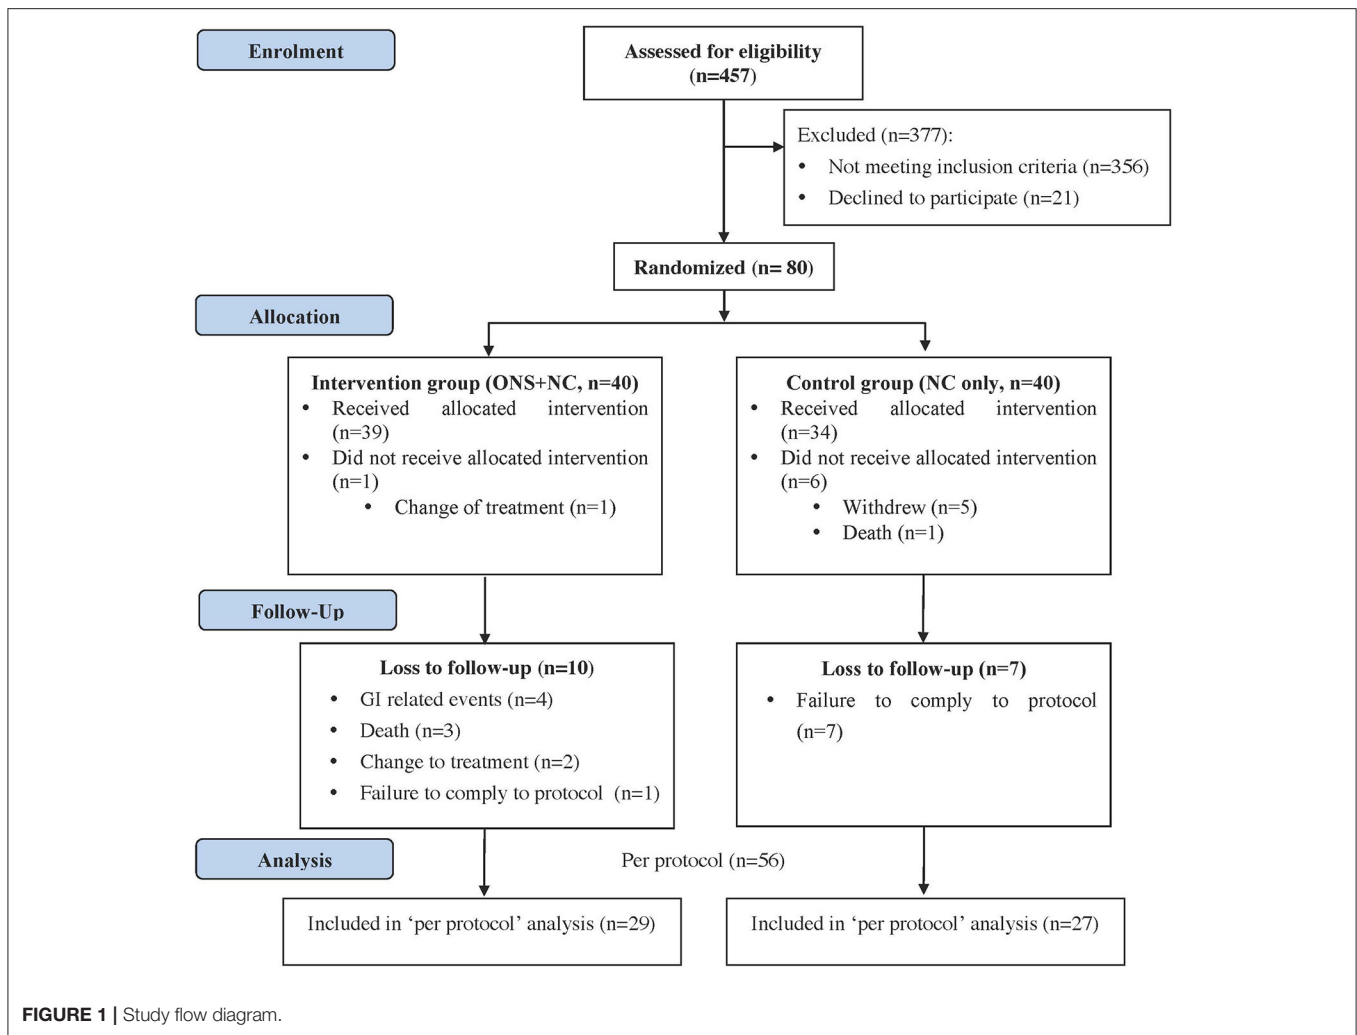 Enrolment
Assessed for eligibility
(n=457)
Excluded (n=377):
• Not meeting inclusion criteria (n=356)
• Declined to participate (n=21)
Randomized (n= 80)
Allocation
Intervention group (ONS+NC, n=40)
• Received allocated intervention
(n=39)
• Did not receive allocated intervention
(n=1)
• Change of treatment (n=1)
Control group (NC only, n=40)
• Received allocated intervention
(n=34)
• Did not receive allocated intervention
(n=6)
• Withdrew (n=5)
• Death (n=1)
Follow-Up
Loss to follow-up (n=10)
• GI related events (n=4)
• Death (n=3)
• Change to treatment (n=2)
• Failure to comply to protocol (n=1)
Loss to follow-up (n=7)
• Failure to comply to protocol
(n=7)
Analysis
Per protocol (n=56)
Included in ‘per protocol’ analysis (n=29)
Included in ‘per protocol’ analysis (n=27)
FIGURE 1 | Study flow diagram.